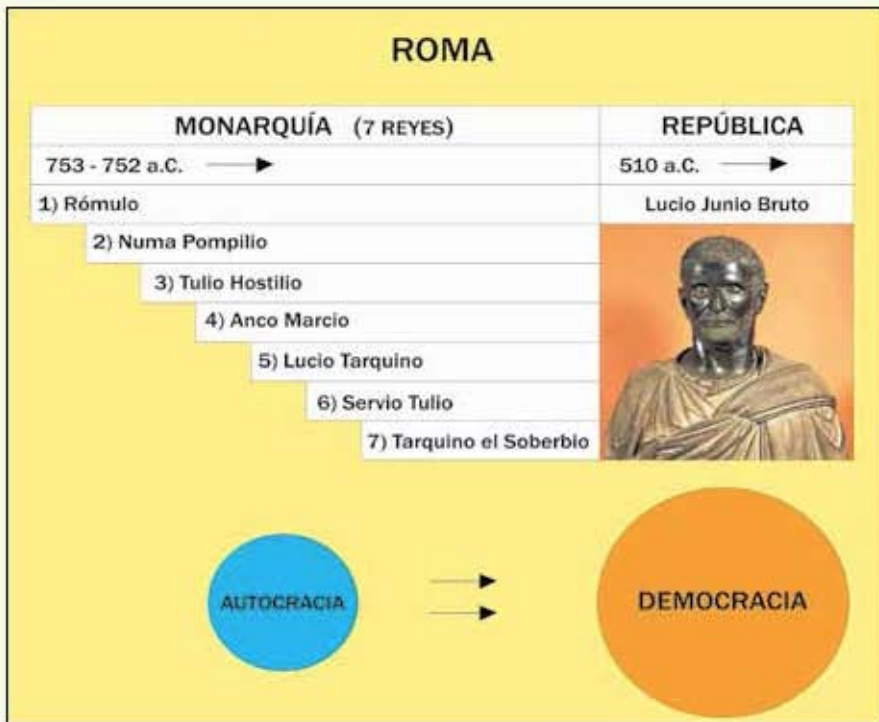 ROMA
MONARQUÍA (7 REYES)
REPÚBLICA
753 - 752 a.C.
510 a.C.
1) Rómulo
Lucio Junio Bruto
2) Numa Pompilio
3) Tulio Hostilio
4) Anco Marcio
5) Lucio Tarquino
6) Servio Tulio
7) Tarquino el Soberbio
AUTOCRACIA
DEMOCRACIA